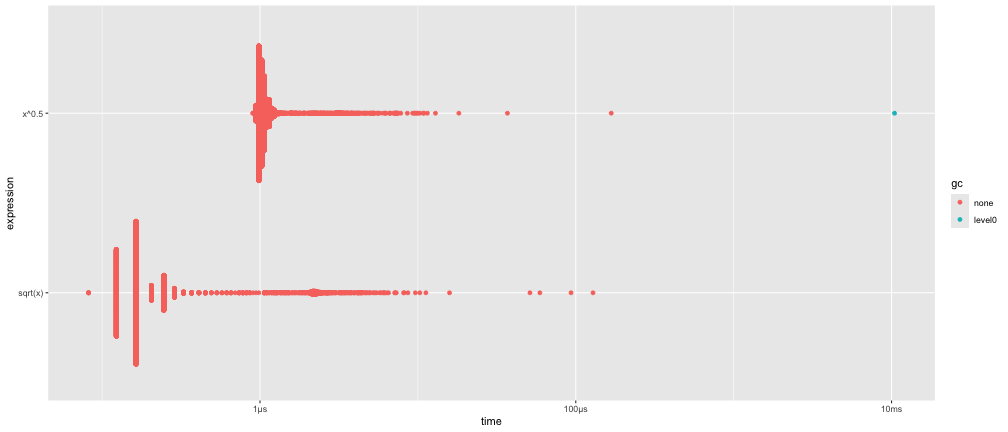 expression
x^0.5
sqrt(x)
1µs
100µs
10ms
time
gc
none
level0